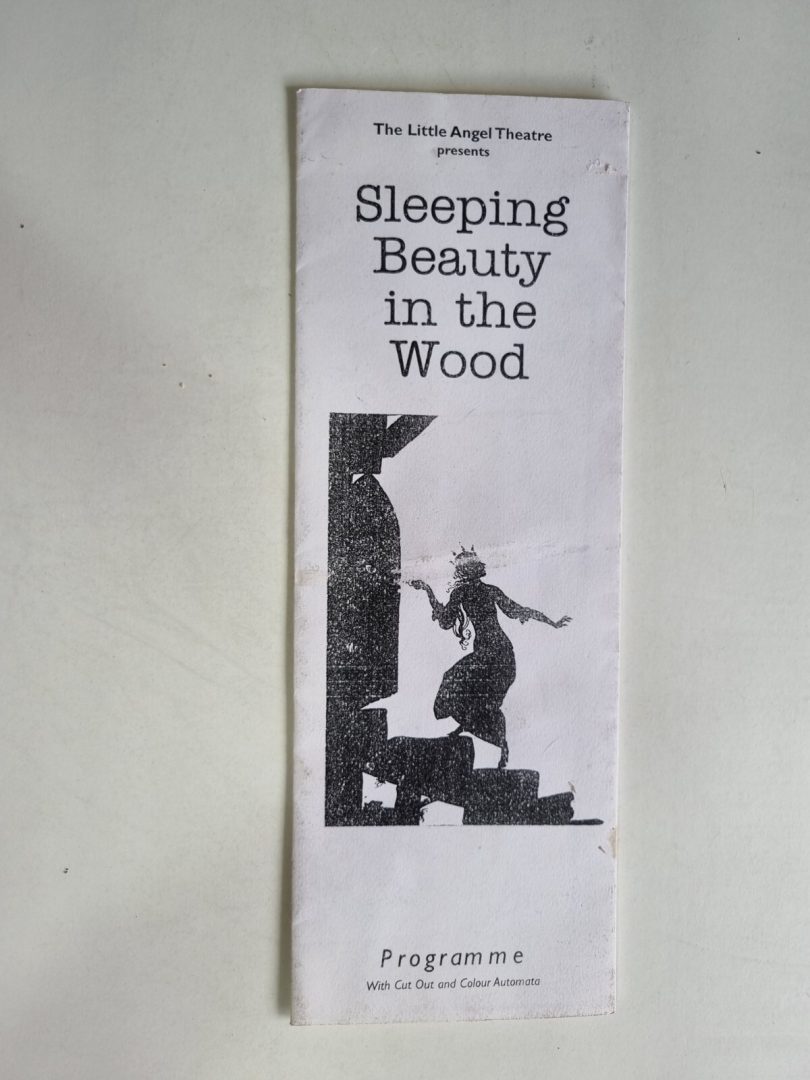 The Little Angel Theatre
presents
Sleeping
Beauty
in the
Wood
Programme
With Cut Out and Colour Automata